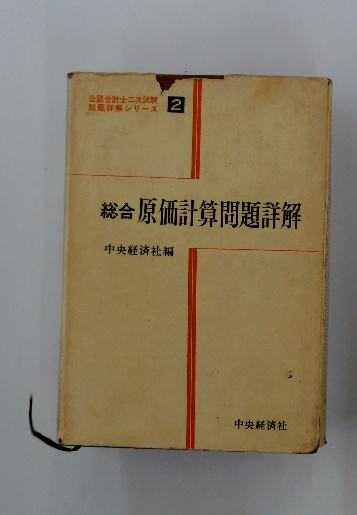 公認会計士二次試験
問題詳解シリーズ 2
総合 原価計算問題詳解
中央経済社編
中央経済社